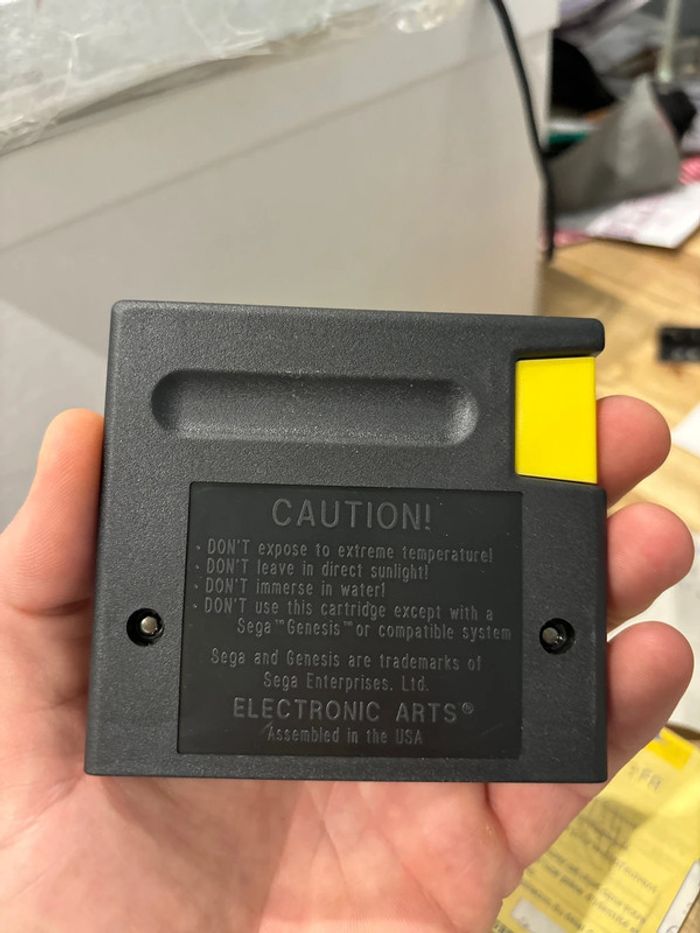 CAUTION!
· DON'T expose to extreme temperature!
· DON'T leave in direct sunlight!
· DON'T immerse in water!
· DON'T use this cartridge except with a
Sega™ Genesis™ or compatible system
Sega and Genesis are trademarks of
Sega Enterprises, Ltd.
ELECTRONIC ARTS®
Assembled in the USA